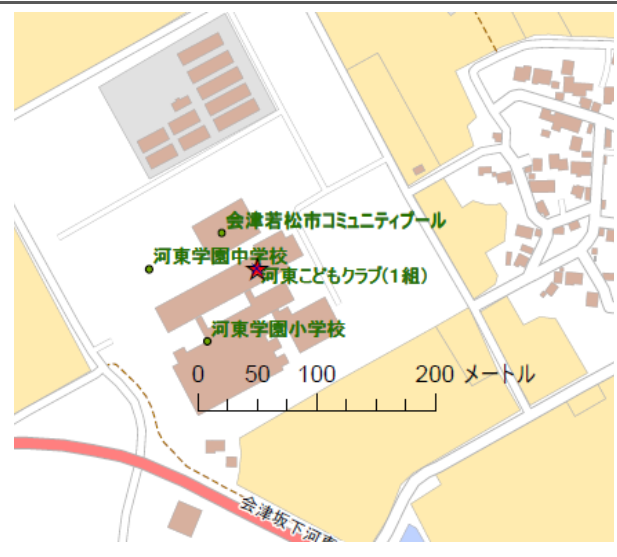 会津若松市コミュニティプール
河東学園中学校
河東こどもクラブ(1組)
河東学園小学校
0 50 100 200 メートル
会津坂下河東